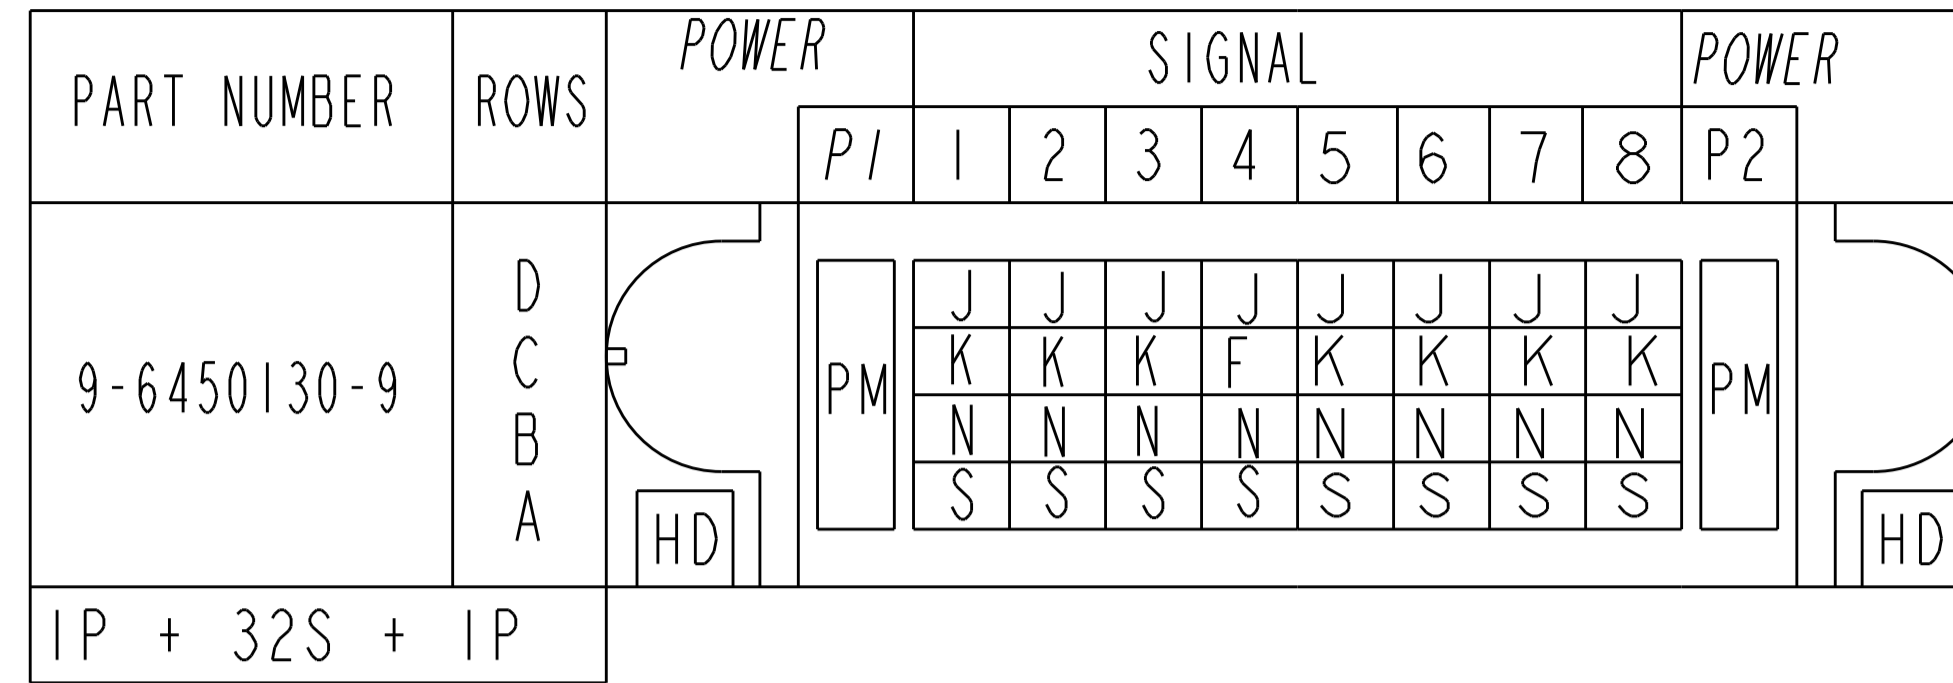 POWER SIGNAL POWER
PART NUMBER ROWS
P1 1 2 3 4 5 6 7 8 P2
D J J J J J J J J
C K K K F K K K K
9-6450130-9 PM PM
B N N N N N N N N
A S S S S S S S S
HD HD
1P + 32S + 1P